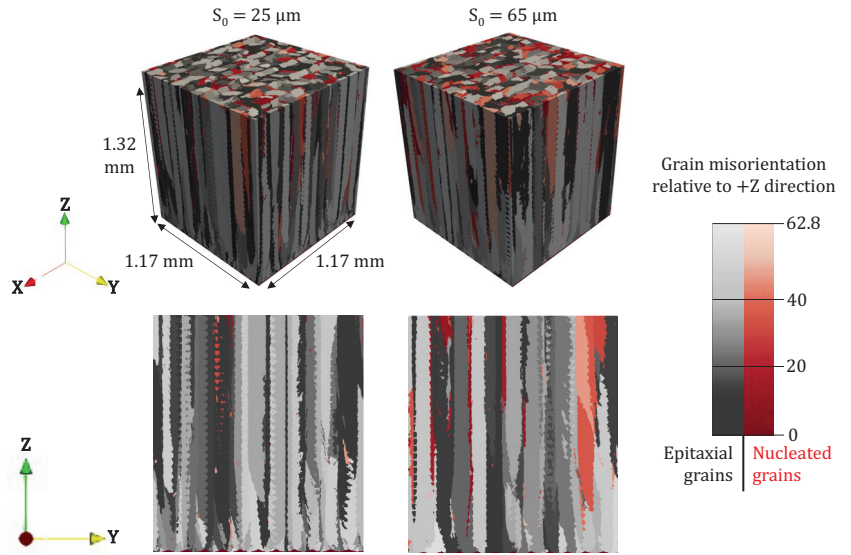 S₀ = 25 μm
S₀ = 65 μm
1.32
mm
1.17 mm
1.17 mm
Z
X
Y
Grain misorientation
relative to +Z direction
62.8
40
20
0
Epitaxial
grains
Nucleated
grains
Z
Y